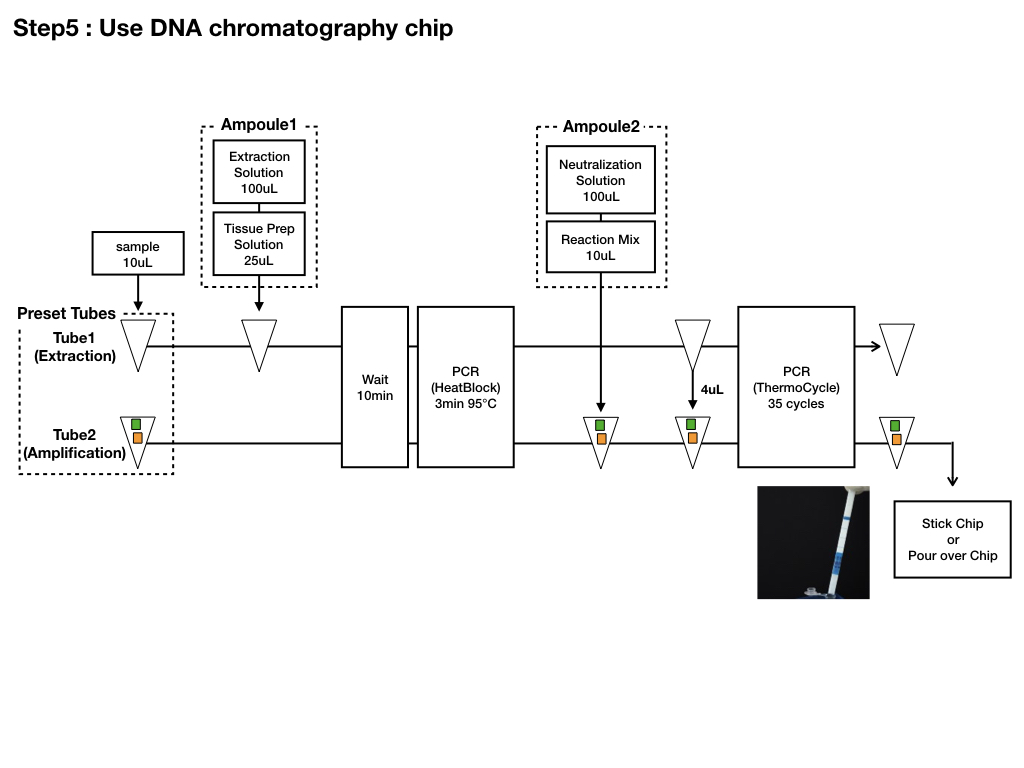 Step5 : Use DNA chromatography chip
Ampoule1
Extraction
Solution
100uL
Tissue Prep
Solution
25uL
Ampoule2
Neutralization
Solution
100uL
Reaction Mix
10uL
sample
10uL
Preset Tubes
Tube1
(Extraction)
Tube2
(Amplification)
Wait
10min
PCR
(HeatBlock)
3min 95°C
4uL
PCR
(ThermoCycle)
35 cycles
Stick Chip
or
Pour over Chip